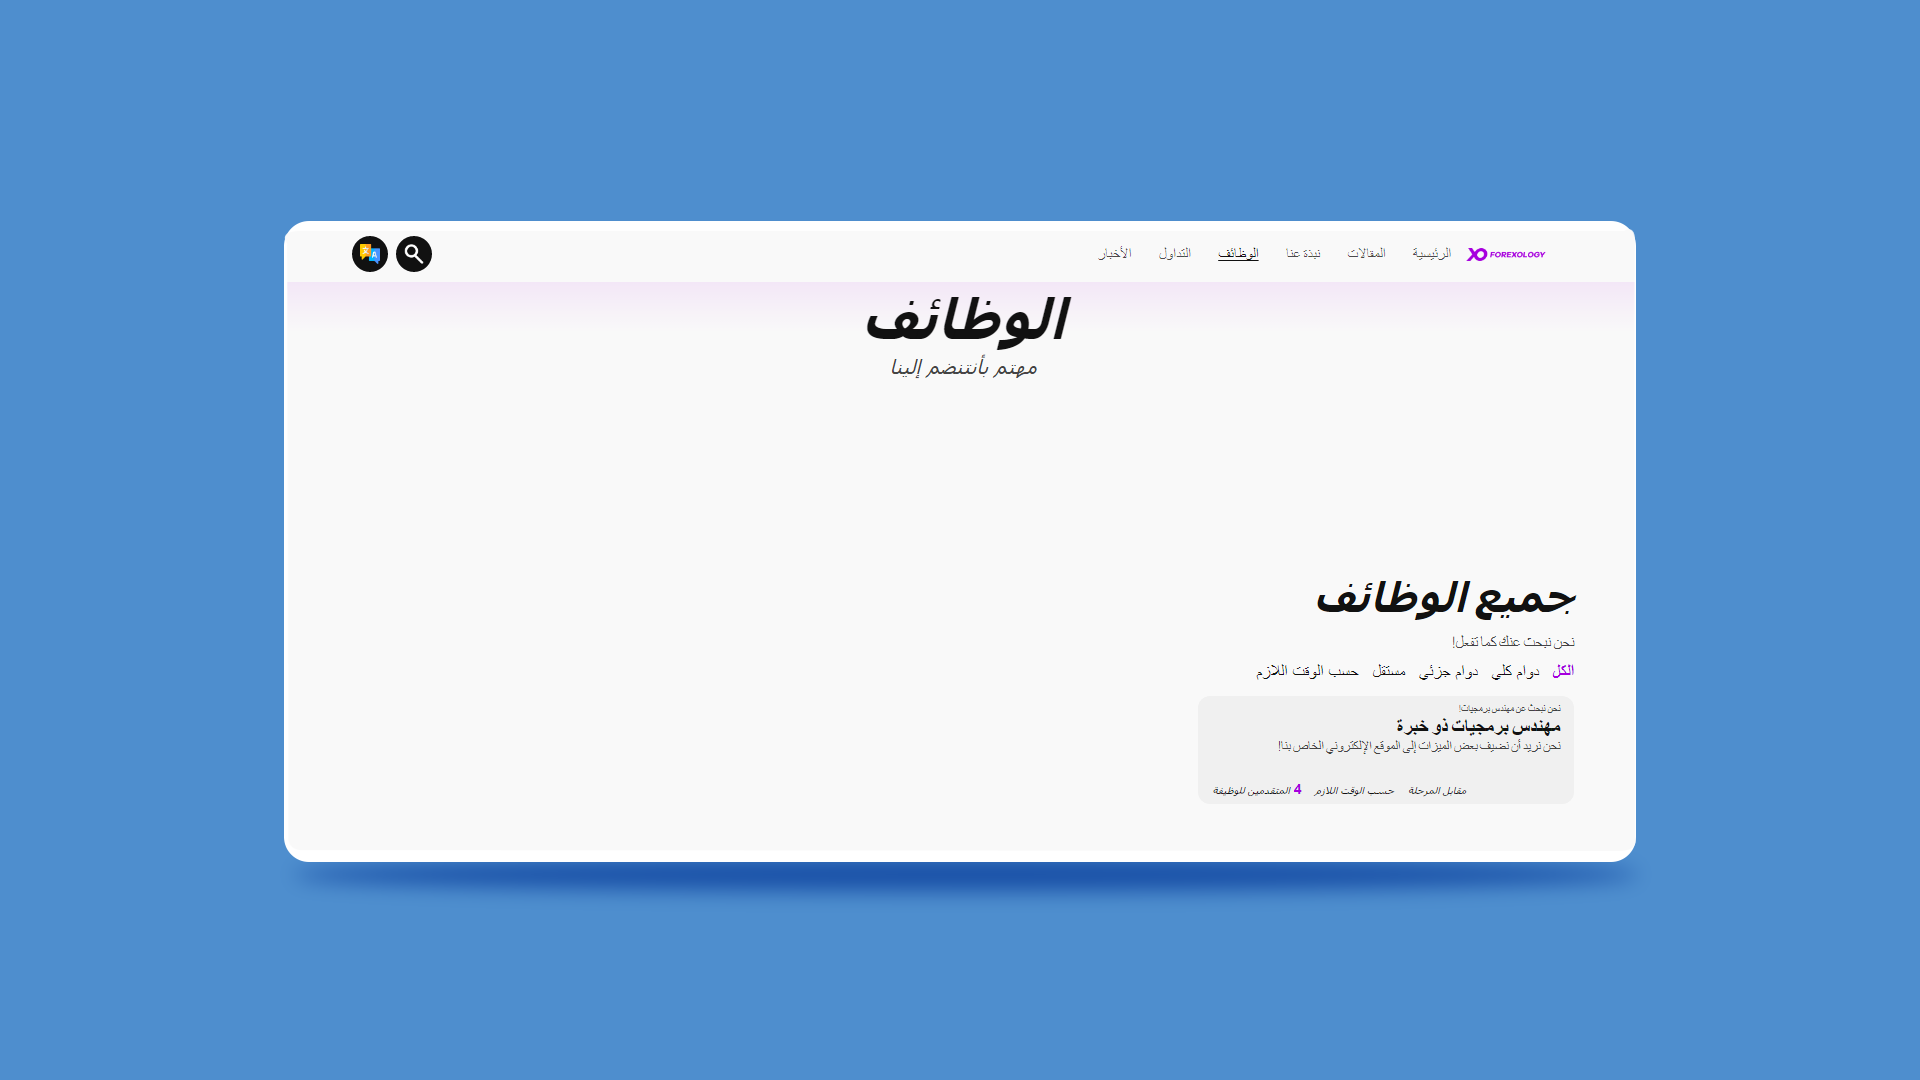 FOREXOLOGY الرئيسية المقالات نبذة عنا الوظائف التداول الأخبار
الوظائف
مهتم بأنتنضم إلينا
جميع الوظائف
نحن نبحث عنك كما تفعل!
الكل دوام كلي دوام جزئي مستقل حسب الوقت اللازم
نحن نبحث عن مهندس برمجيات!
مهندس برمجيات ذو خبرة
نحن نريد أن نضيف بعض الميزات إلى الموقع الإلكتروني الخاص بنا!
مقابل المرحلة حسب الوقت اللازم 4 المتقدمين للوظيفة